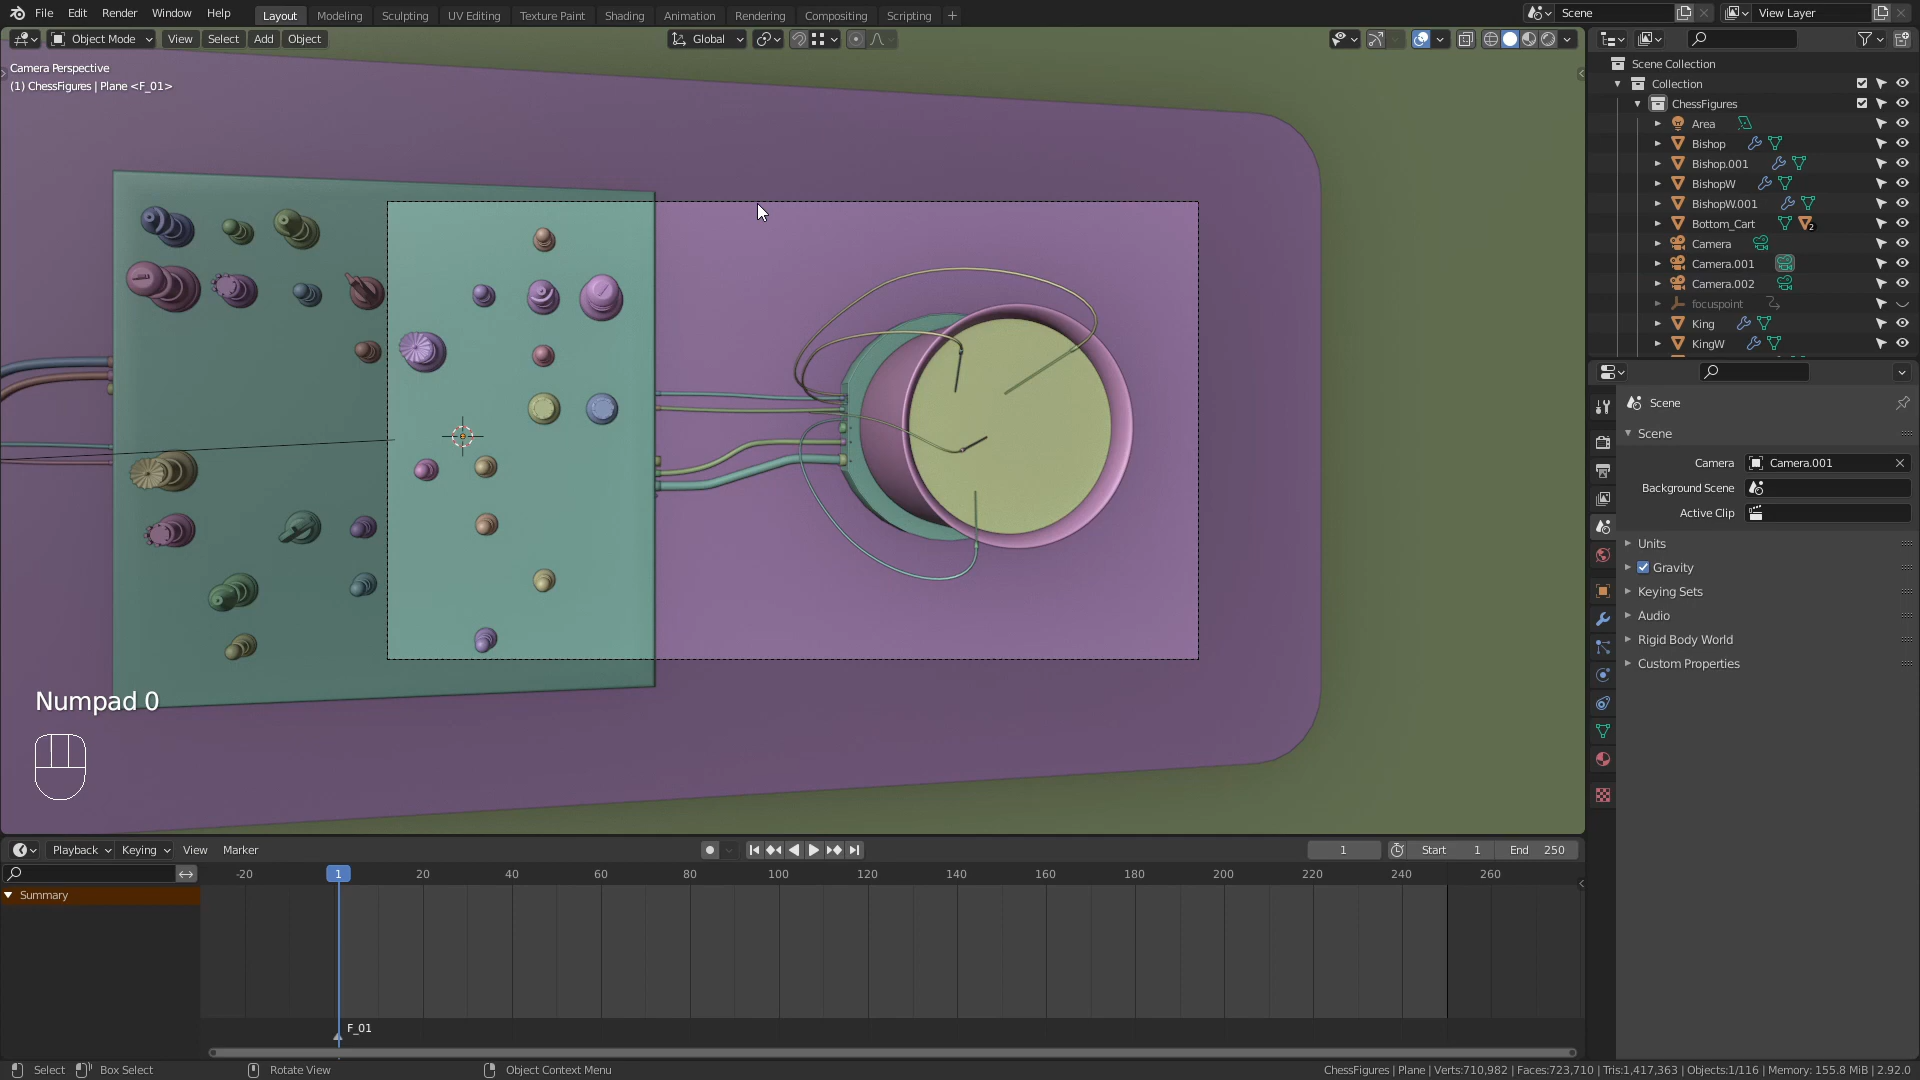 File Edit Render Window Help Layout Modeling Sculpting UV Editing Texture Paint Shading Animation Rendering Compositing Scripting + Scene View Layer
Object Mode View Select Add Object Global
Camera Perspective
(1) ChessFigures | Plane <F_01>
Scene Collection
Collection
ChessFigures
Area
Bishop
Bishop.001
BishopW
BishopW.001
Bottom_Cart 2
Camera
Camera.001
Camera.002
focuspoint
King
KingW
Scene
Scene
Camera Camera.001
Background Scene
Active Clip
Units
Gravity
Keying Sets
Audio
Rigid Body World
Custom Properties
Numpad 0
Playback Keying View Marker 1 Start 1 End 250
-20 1 20 40 60 80 100 120 140 160 180 200 220 240 260
Summary
F_01
Select Box Select Rotate View Object Context Menu ChessFigures | Plane | Verts:710,982 | Faces:723,710 | Tris:1,417,363 | Objects:1/116 | Memory: 155.8 MiB | 2.92.0